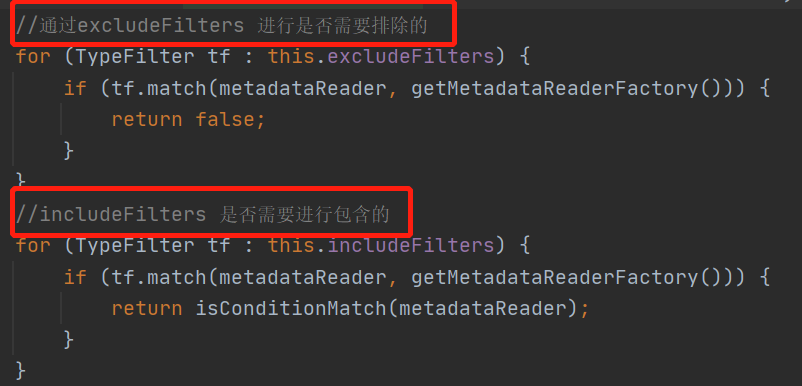 //通过excludeFilters 进行是否需要排除的
for (TypeFilter tf : this.excludeFilters) {
if (tf.match(metadataReader, getMetadataReaderFactory())) {
return false;
}
}
//includeFilters 是否需要进行包含的
for (TypeFilter tf : this.includeFilters) {
if (tf.match(metadataReader, getMetadataReaderFactory())) {
return isConditionMatch(metadataReader);
}
}